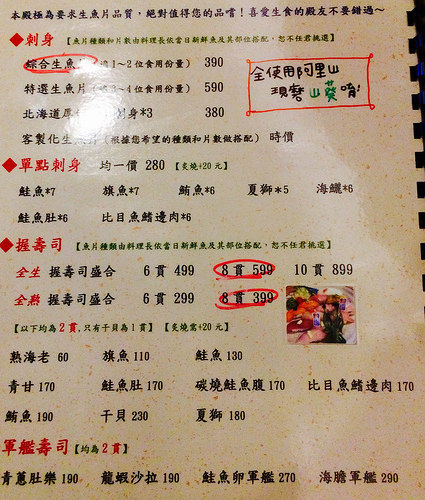 本殿極為要求生魚片品質，絕對值得您的品嚐！喜愛生食的殿友不要錯過～
◆刺身【魚片種類和片數由料理長依當日新鮮魚及其部位搭配，恕不任君挑選】
綜合生魚 1～2位食用份量） 390
特選生魚片 3～4位食用份量） 580
北海道 刺身*3 380
客製化生魚片（根據您希望的種類和片數做搭配） 時價
全使用阿里山
現磨山葵唷！
◆單點刺身 均一價 280【炙燒+20元】
鮭魚*7 旗魚*7 鮪魚*6 夏獅*5 海鱺*6
鮭魚肚*6 比目魚鰭邊肉*6
◆握壽司【魚片種類由料理長依當日新鮮魚及其部位搭配，恕不任君挑選】
全生 握壽司盛合 6貫 499 8貫 599 10貫 899
全熟 握壽司盛合 6貫 299 8貫 399
【以下均為2貫,只有干貝為1貫】【炙燒需+20元】
熟海老 60 旗魚 110 鮭魚 130
青甘 170 鮭魚肚 170 碳燒鮭魚腹 170 比目魚鰭邊肉 170
鮪魚 190 干貝 230 夏獅 180
軍艦壽司【均為2貫】
青蔥肚樂 190 龍蝦沙拉 190 鮭魚卵軍艦 270 海膽軍艦 290